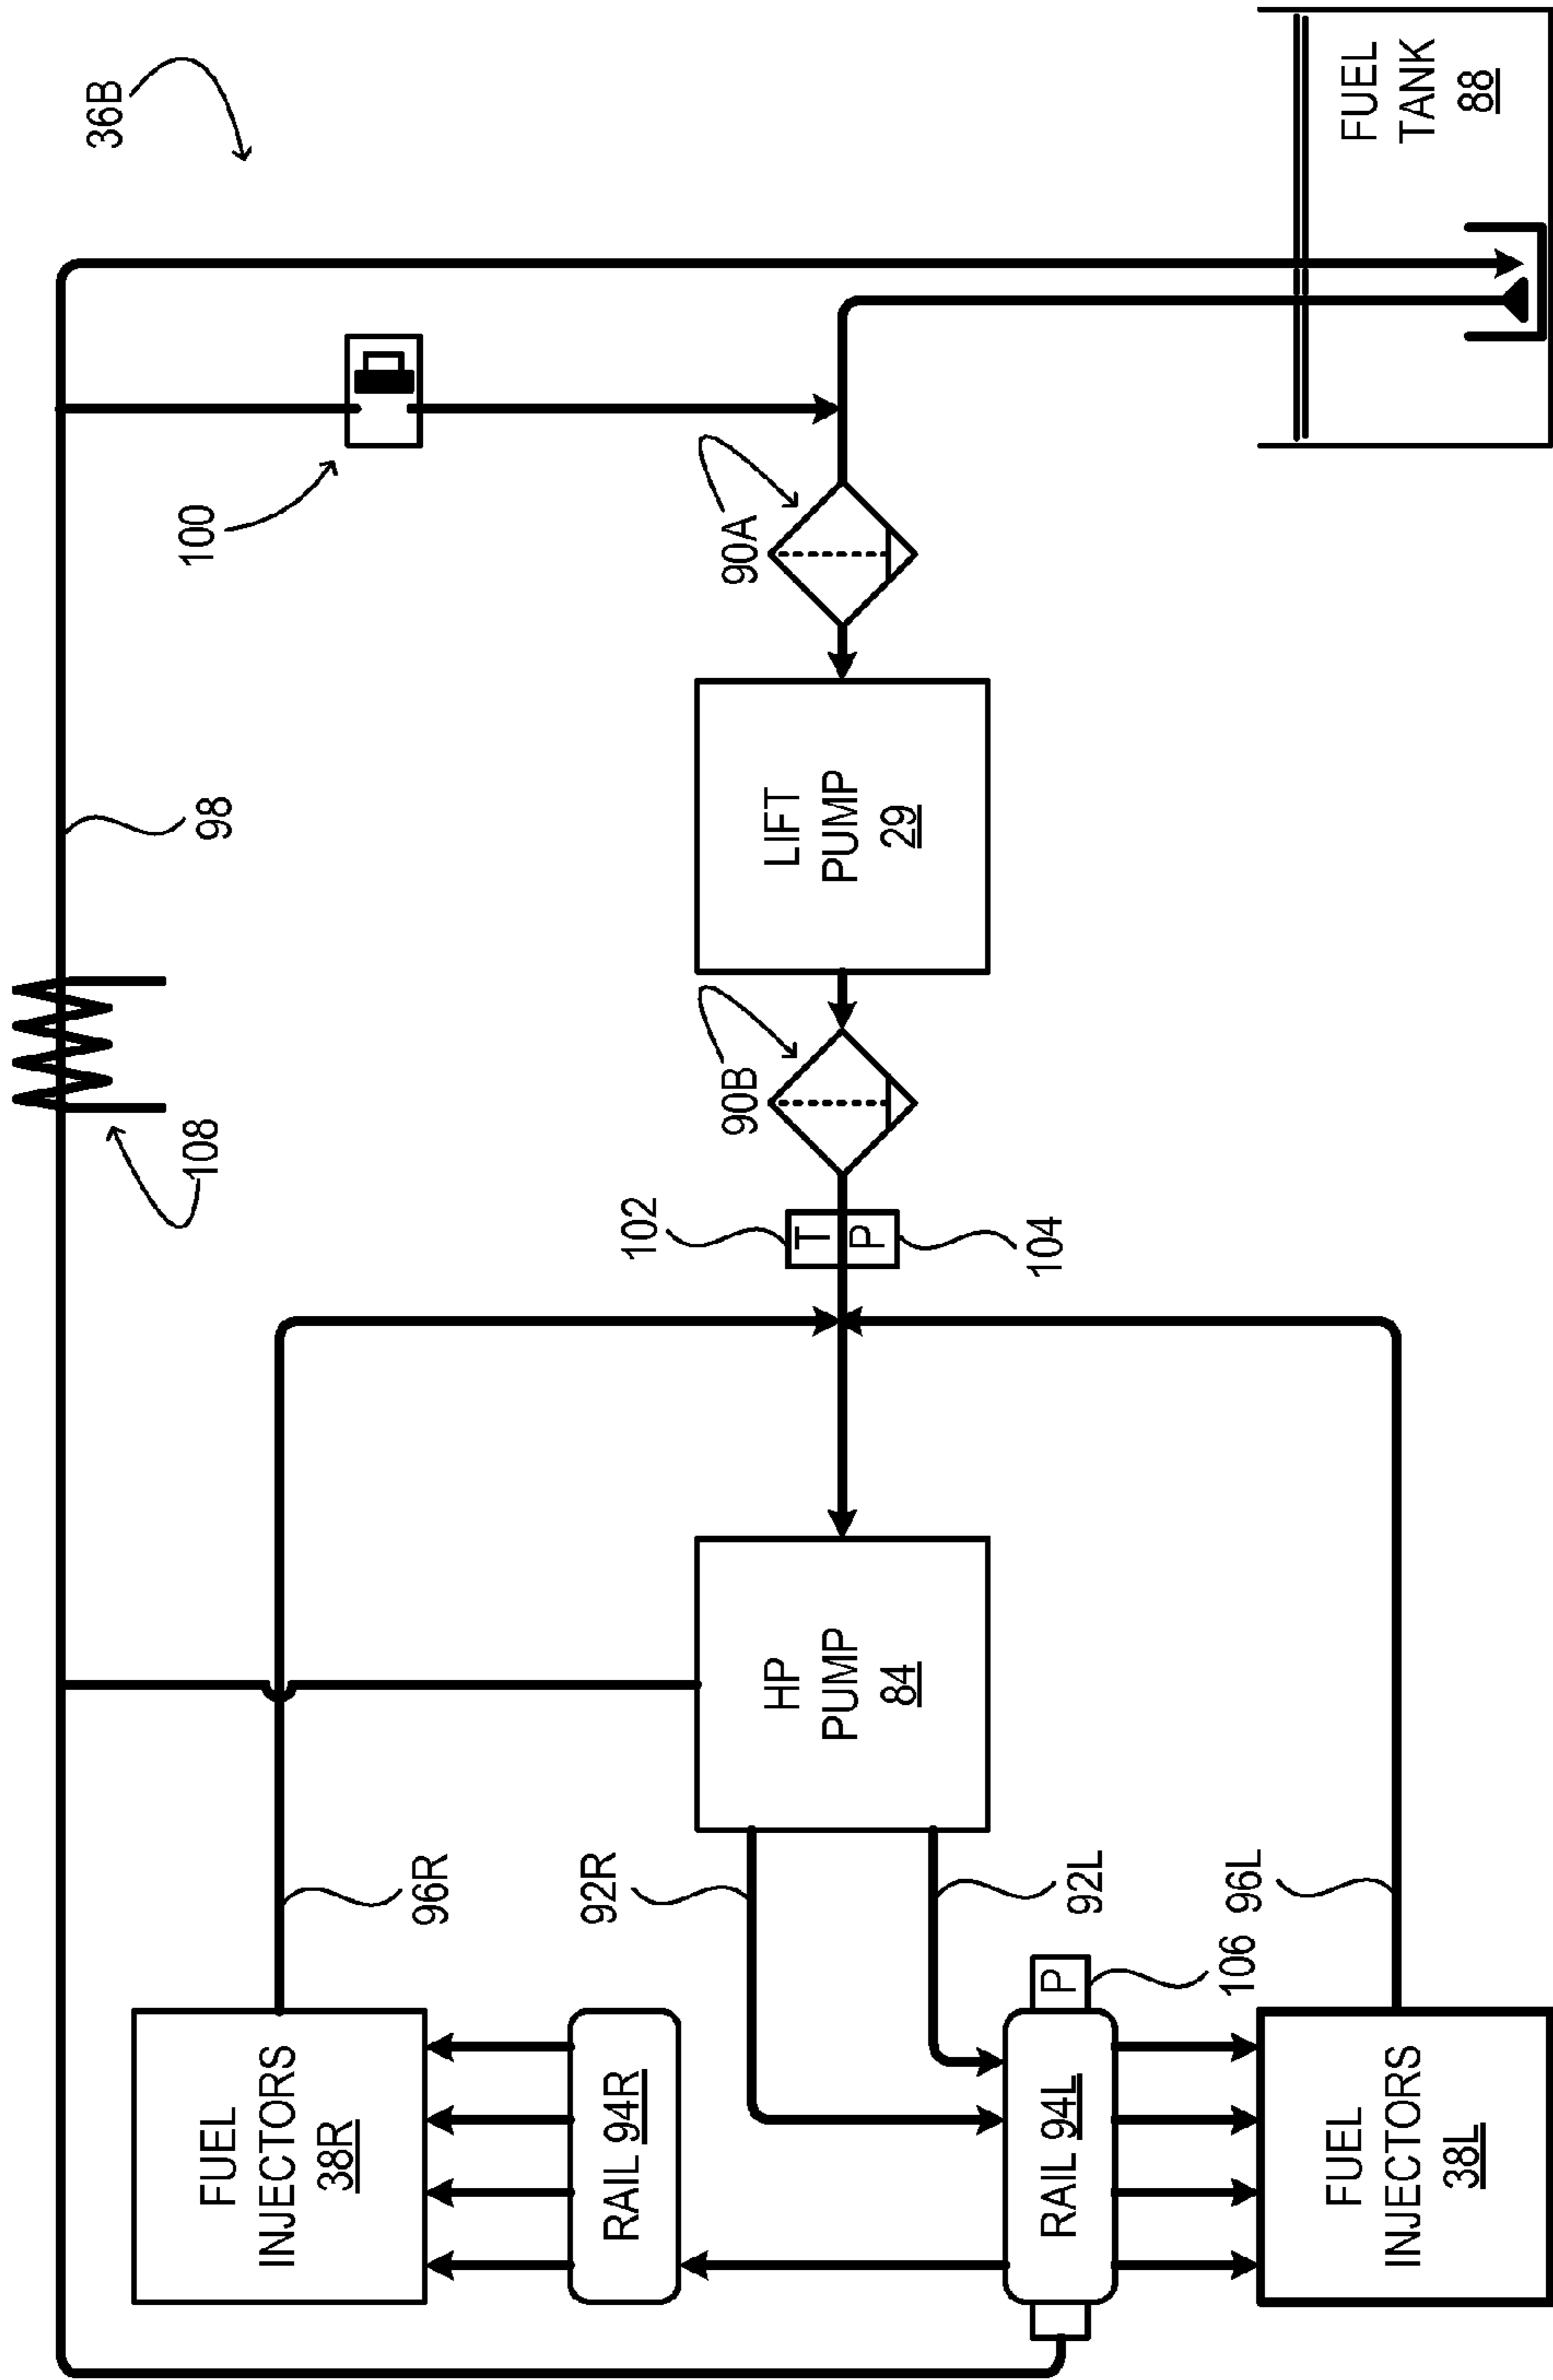 36B
108
98
100
FUEL
INJECTORS
38R
96R
RAIL 94R
92R
HP
PUMP
84
102
T
P
104
90B
LIFT
PUMP
29
90A
92L
P
106
RAIL 94L
96L
FUEL
INJECTORS
38L
FUEL
TANK
88